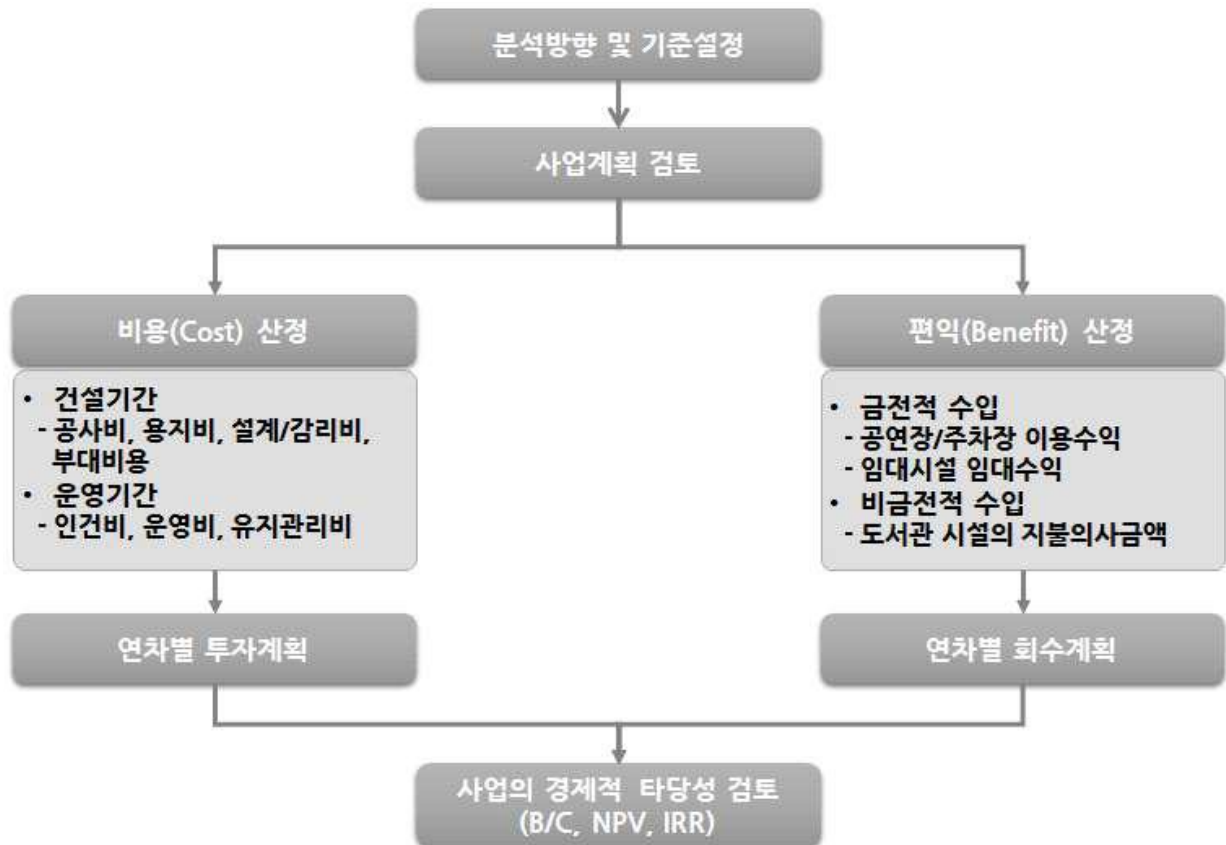 분석방향 및 기준설정
사업계획 검토
비용(Cost) 산정
• 건설기간
- 공사비, 용지비, 설계/감리비,
부대비용
• 운영기간
- 인건비, 운영비, 유지관리비
연차별 투자계획
편익(Benefit) 산정
• 금전적 수입
- 공연장/주차장 이용수익
- 임대시설 임대수익
• 비금전적 수입
- 도서관 시설의 지불의사금액
연차별 회수계획
사업의 경제적 타당성 검토
(B/C, NPV, IRR)